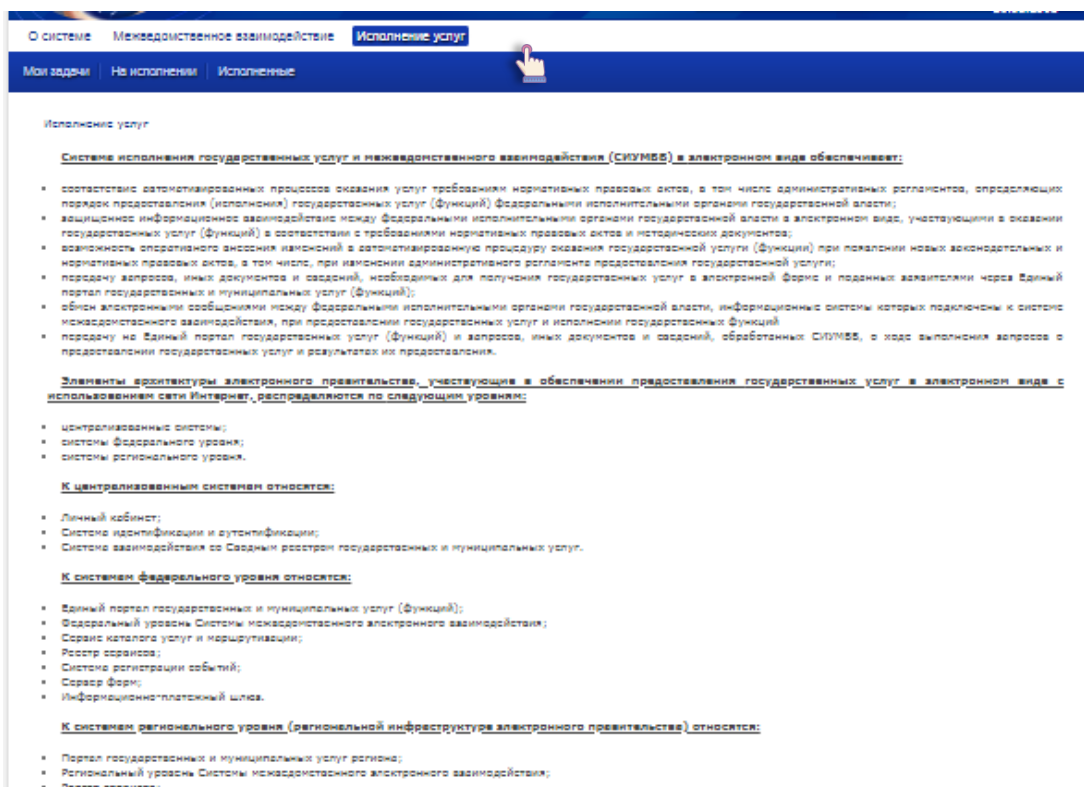 О системе Межведомственное взаимодействие Исполнение услуг
Мои задачи На исполнении Исполненные
Исполнение услуг
Система исполнения государственных услуг и межведомственного взаимодействия (СИУМВВ) в электронном виде обеспечивает:
соответствие автоматизированных процессов оказания услуг требованиям нормативных правовых актов, в том числе административных регламентов, определяющих
порядок предоставления (исполнения) государственных услуг (функций) федеральными исполнительными органами государственной власти;
защищенное информационное взаимодействие между федеральными исполнительными органами государственной власти в электронном виде, участвующими в оказании
государственных услуг (функций) в соответствии с требованиями нормативных правовых актов и методических документов;
возможность оперативного внесения изменений в автоматизированную процедуру оказания государственной услуги (функции) при появлении новых законодательных и
нормативных правовых актов, в том числе, при изменении административного регламента предоставления государственной услуги;
передачу запросов, иных документов и сведений, необходимых для получения государственных услуг в электронной форме и поданных заявителями через Единый
портал государственных и муниципальных услуг (функций);
обмен электронными сообщениями между федеральными исполнительными органами государственной власти, информационные системы которых подключены к системе
межведомственного взаимодействия, при предоставлении государственных услуг и исполнении государственных функций
передачу на Единый портал государственных услуг (функций) и запросов, иных документов и сведений, обработанных СИУМВВ, о ходе выполнения запросов о
предоставлении государственных услуг и результатах их предоставления.
Элементы архитектуры электронного правительства, участвующие в обеспечении предоставления государственных услуг в электронном виде с
использованием сети Интернет, распределяются по следующим уровням:
централизованные системы;
системы федерального уровня;
системы регионального уровня.
К централизованным системам относятся:
Личный кабинет;
Система идентификации и аутентификации;
Система взаимодействия со Сводным реестром государственных и муниципальных услуг.
К системам федерального уровня относятся:
Единый портал государственных и муниципальных услуг (функций);
Федеральный уровень Системы межведомственного электронного взаимодействия;
Сервис каталога услуг и маршрутизации;
Реестр сервисов;
Система регистрации событий;
Сервер форм;
Информационно-платежный шлюз.
К системам регионального уровня (региональной инфраструктуре электронного правительства) относятся:
Портал государственных и муниципальных услуг региона;
Региональный уровень Системы межведомственного электронного взаимодействия;